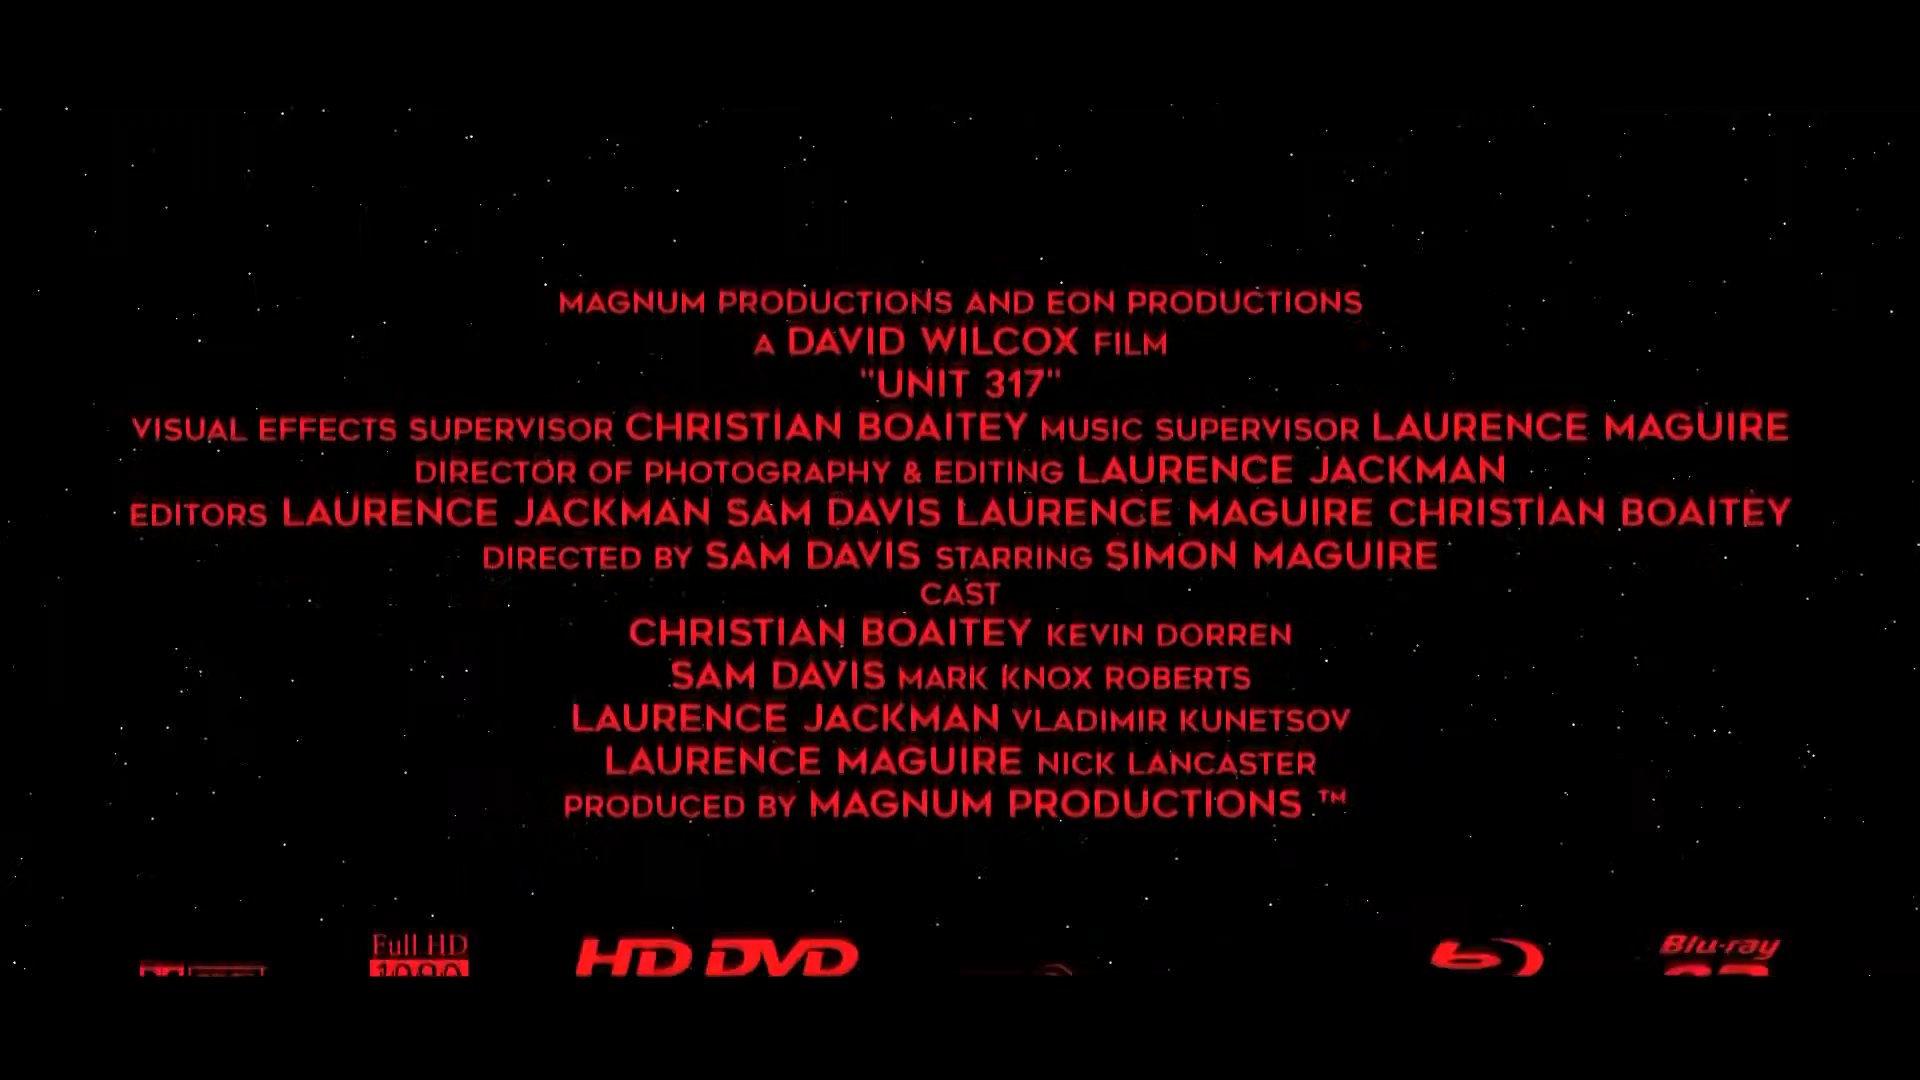 MAGNUM PRODUCTIONS AND EON PRODUCTIONS
A DAVID WILCOX FILM
"UNIT 317"
VISUAL EFFECTS SUPERVISOR CHRISTIAN BOAITEY MUSIC SUPERVISOR LAURENCE MAGUIRE
DIRECTOR OF PHOTOGRAPHY & EDITING LAURENCE JACKMAN
EDITORS LAURENCE JACKMAN SAM DAVIS LAURENCE MAGUIRE CHRISTIAN BOAITEY
DIRECTED BY SAM DAVIS STARRING SIMON MAGUIRE
CAST
CHRISTIAN BOAITEY KEVIN DORREN
SAM DAVIS MARK KNOX ROBERTS
LAURENCE JACKMAN VLADIMIR KUNETSOV
LAURENCE MAGUIRE NICK LANCASTER
PRODUCED BY MAGNUM PRODUCTIONS ™
Full HD HD DVD Blu-ray
1080